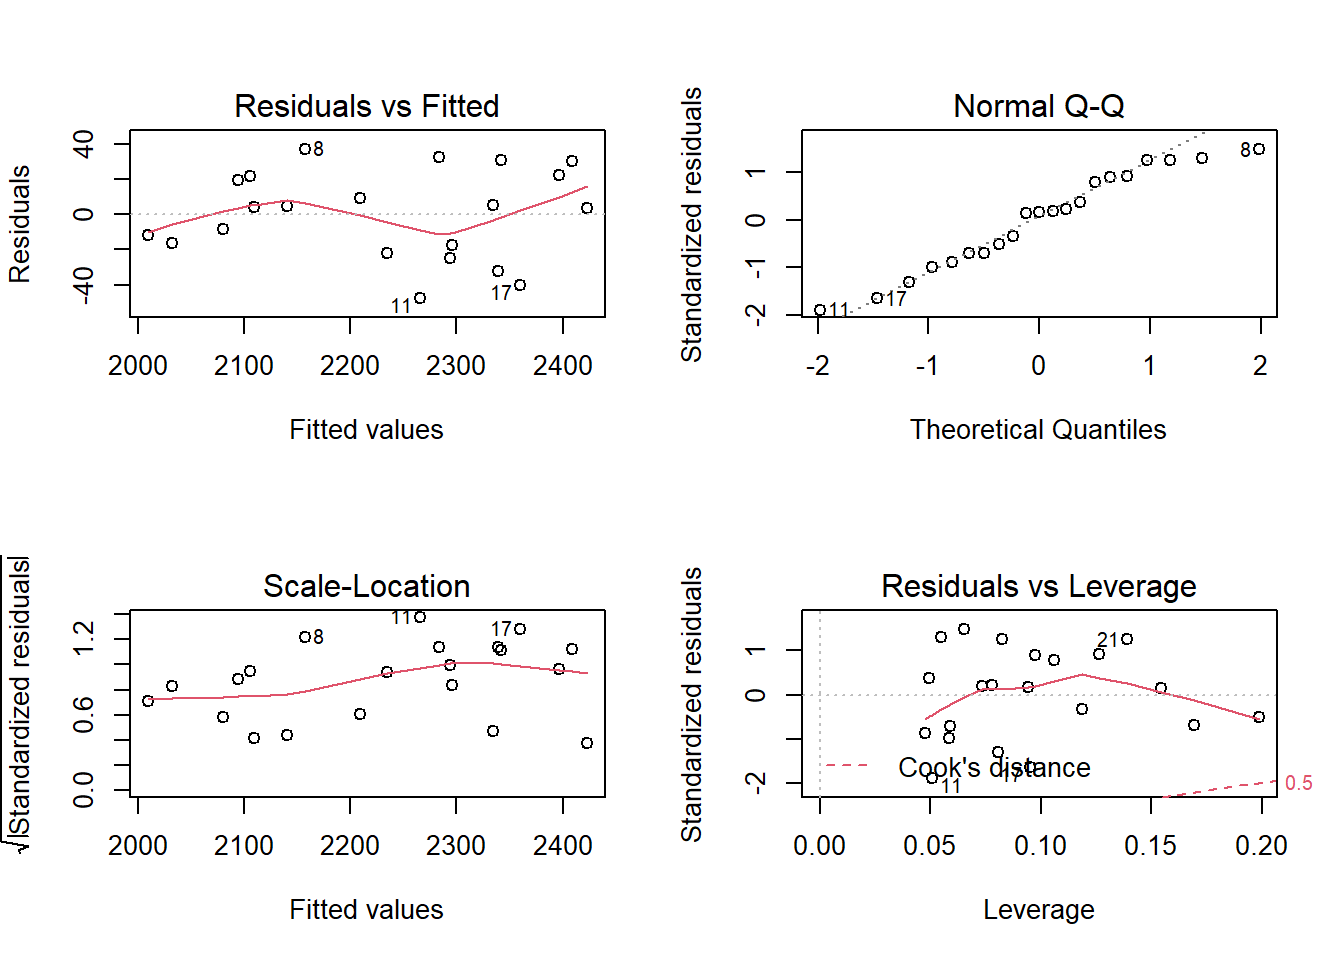 Residuals vs Fitted
Residuals
40
0
-40
8
11
17
2000 2100 2200 2300 2400
Fitted values
Normal Q-Q
Standardized residuals
1
0
-1
-2
8
11
17
-2 -1 0 1 2
Theoretical Quantiles
Scale-Location
√|Standardized residuals|
1.2
0.6
0.0
11
17
8
2000 2100 2200 2300 2400
Fitted values
Residuals vs Leverage
Standardized residuals
1
0
-2
21
Cook's distance
17
11
0.5
0.00 0.05 0.10 0.15 0.20
Leverage